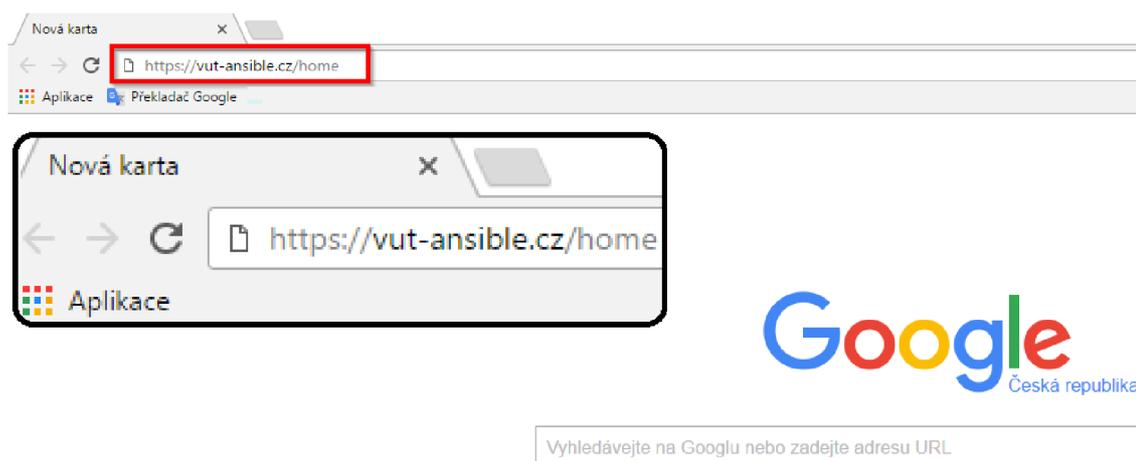 Nová karta
https://vut-ansible.cz/home
Aplikace Překladač Google
Nová karta
https://vut-ansible.cz/home
Aplikace
Google
Česká republika
Vyhledávejte na Googlu nebo zadejte adresu URL